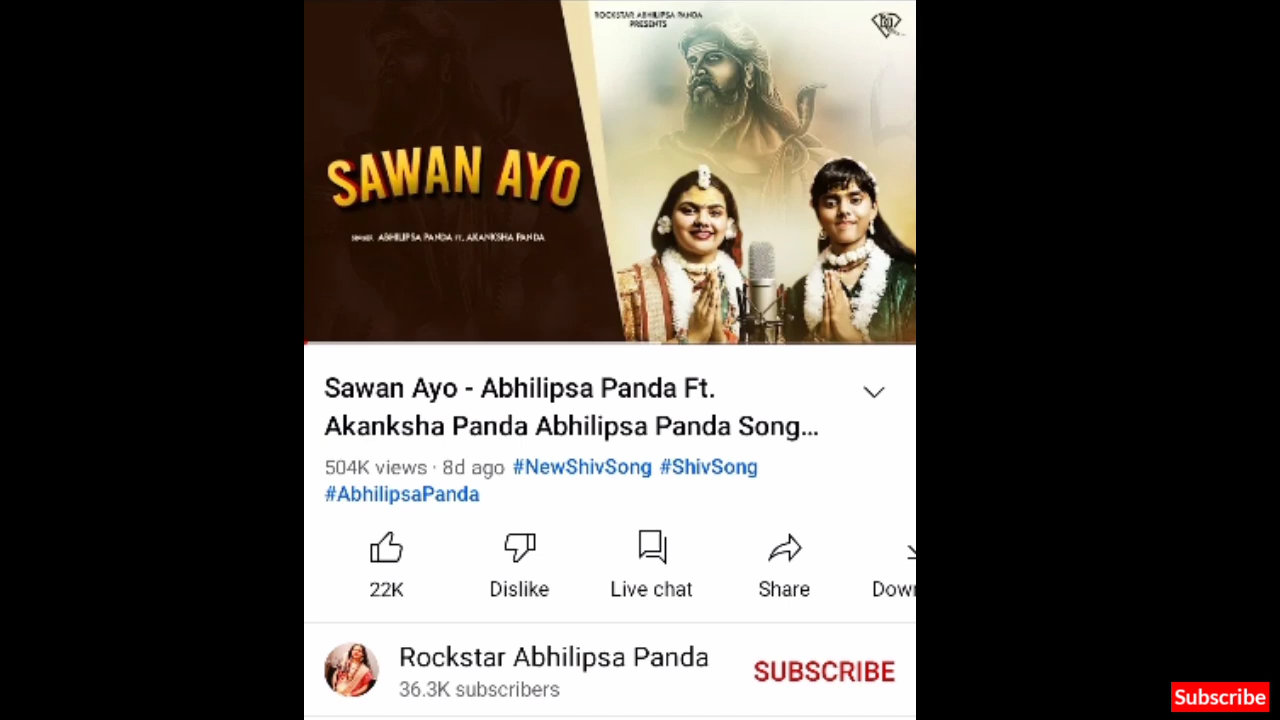 ROCKSTAR ABHILIPSA PANDA
PRESENTS
SAWAN AYO
SINGER ABHILIPSA PANDA FT. AKANKSHA PANDA
Sawan Ayo - Abhilipsa Panda Ft.
Akanksha Panda Abhilipsa Panda Song...
504K views · 8d ago #NewShivSong #ShivSong
#AbhilipsaPanda
22K Dislike Live chat Share Down
Rockstar Abhilipsa Panda
SUBSCRIBE
36.3K subscribers
Subscribe